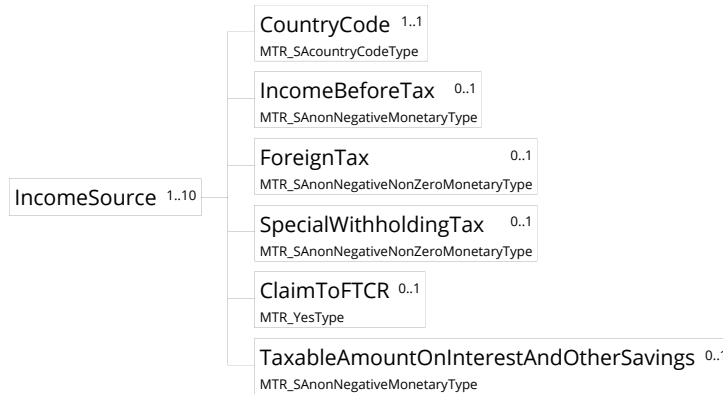 CountryCode 1..1
MTR_SAcountryCodeType
IncomeBeforeTax 0..1
MTR_SAnonNegativeMonetaryType
ForeignTax 0..1
MTR_SAnonNegativeNonZeroMonetaryType
IncomeSource 1..10
SpecialWithholdingTax 0..1
MTR_SAnonNegativeNonZeroMonetaryType
ClaimToFTCR 0..1
MTR_YesType
TaxableAmountOnInterestAndOtherSavings 0..1
MTR_SAnonNegativeMonetaryType